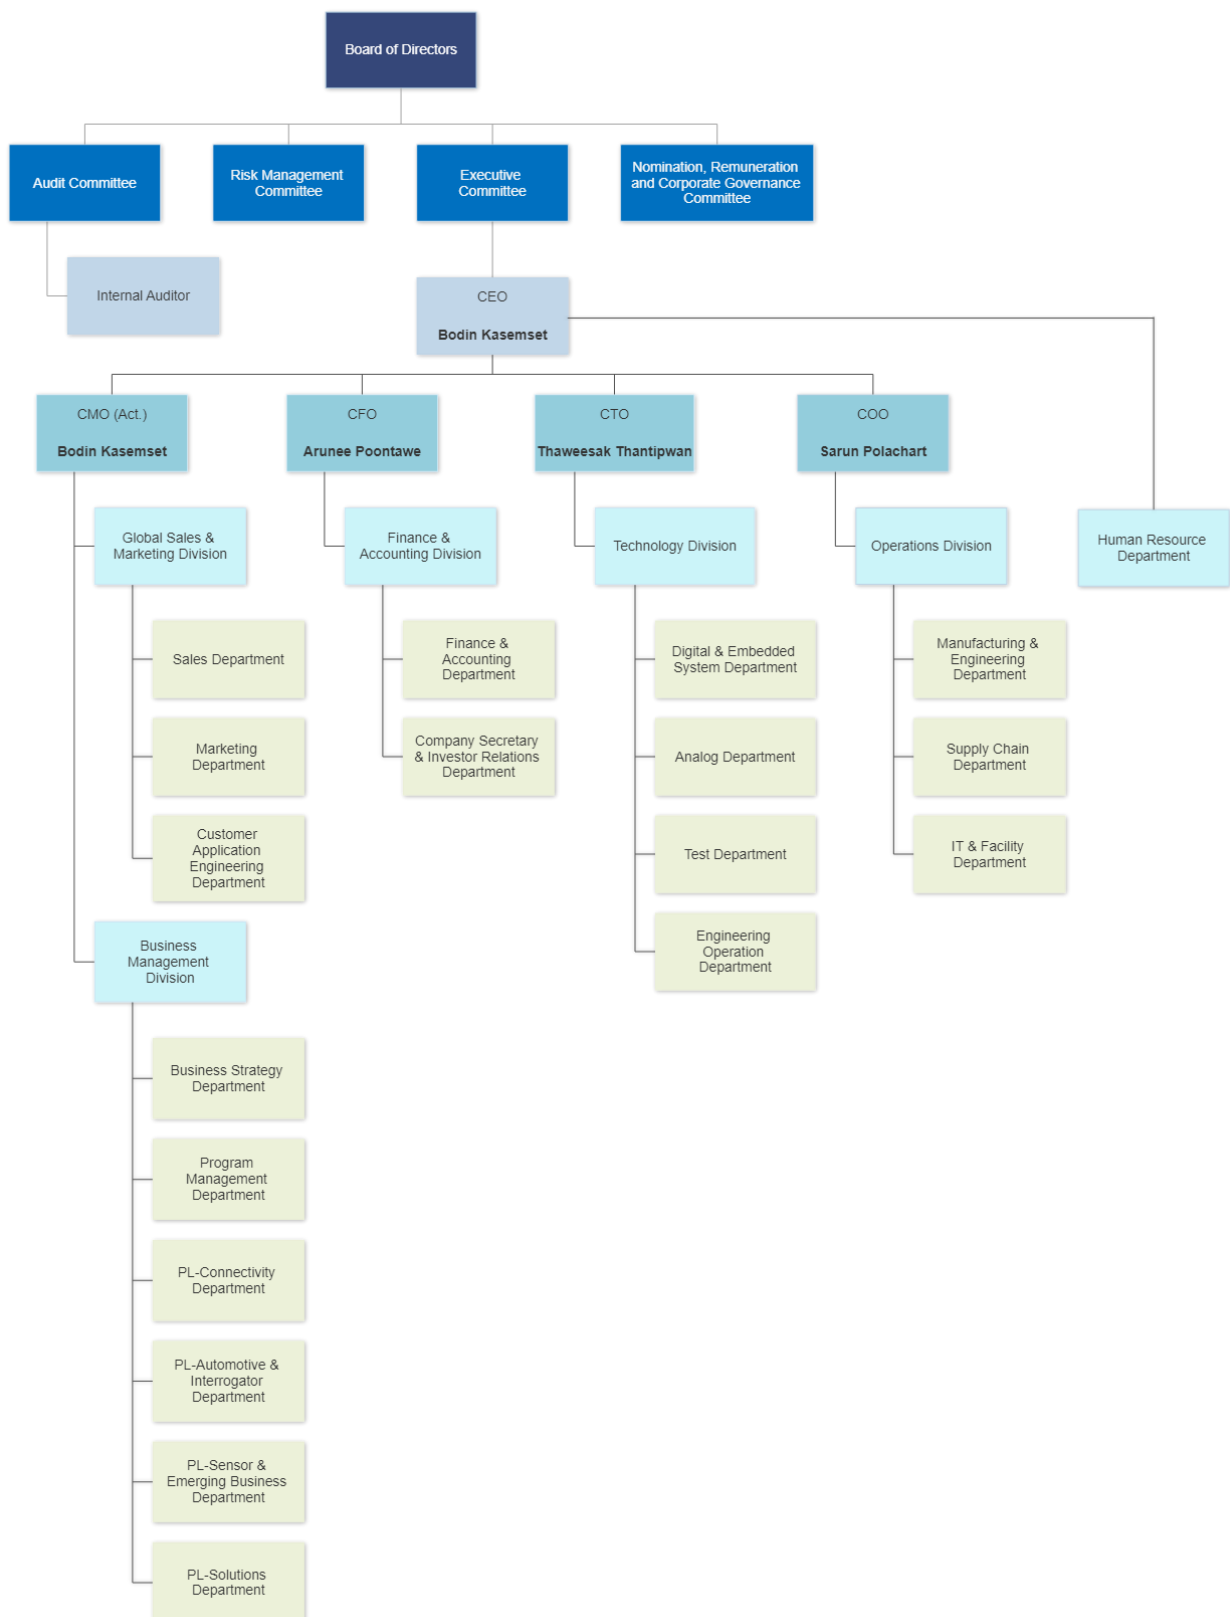 Board of Directors
Audit Committee
Risk Management
Committee
Executive
Committee
Nomination, Remuneration
and Corporate Governance
Committee
Internal Auditor
CEO
Bodin Kasemset
CMO (Act.)
Bodin Kasemset
CFO
Arunee Poontawe
CTO
Thaweesak Thantipwan
COO
Sarun Polachart
Global Sales &
Marketing Division
Finance &
Accounting Division
Technology Division
Operations Division
Human Resource
Department
Sales Department
Marketing
Department
Customer
Application
Engineering
Department
Finance &
Accounting
Department
Company Secretary
& Investor Relations
Department
Digital & Embedded
System Department
Analog Department
Test Department
Engineering
Operation
Department
Manufacturing &
Engineering
Department
Supply Chain
Department
IT & Facility
Department
Business
Management
Division
Business Strategy
Department
Program
Management
Department
PL-Connectivity
Department
PL-Automotive &
Interrogator
Department
PL-Sensor &
Emerging Business
Department
PL-Solutions
Department